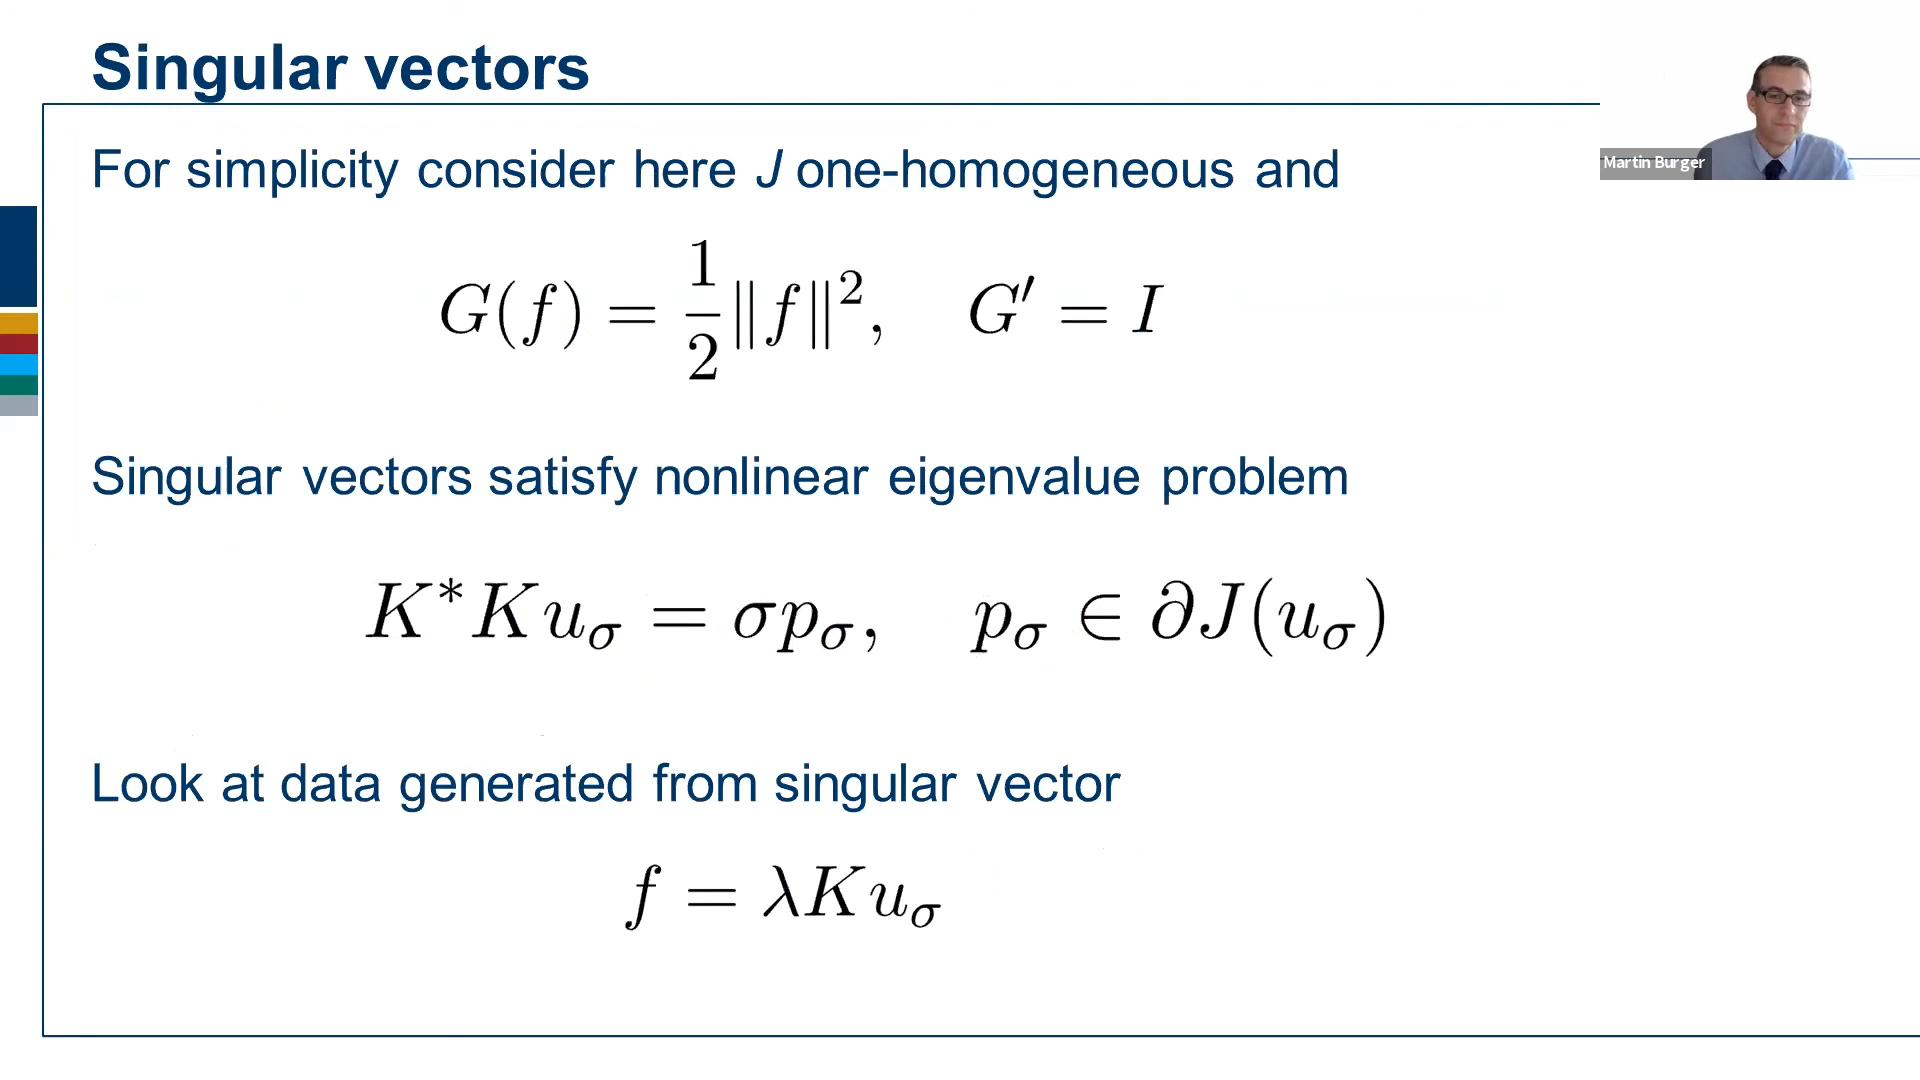 Singular vectors
Martin Burger
For simplicity consider here J one-homogeneous and
G(f) = \frac{1}{2}‖f‖², G′ = I
Singular vectors satisfy nonlinear eigenvalue problem
K*Ku_σ = σp_σ, p_σ ∈ ∂J(u_σ)
Look at data generated from singular vector
f = λKu_σ